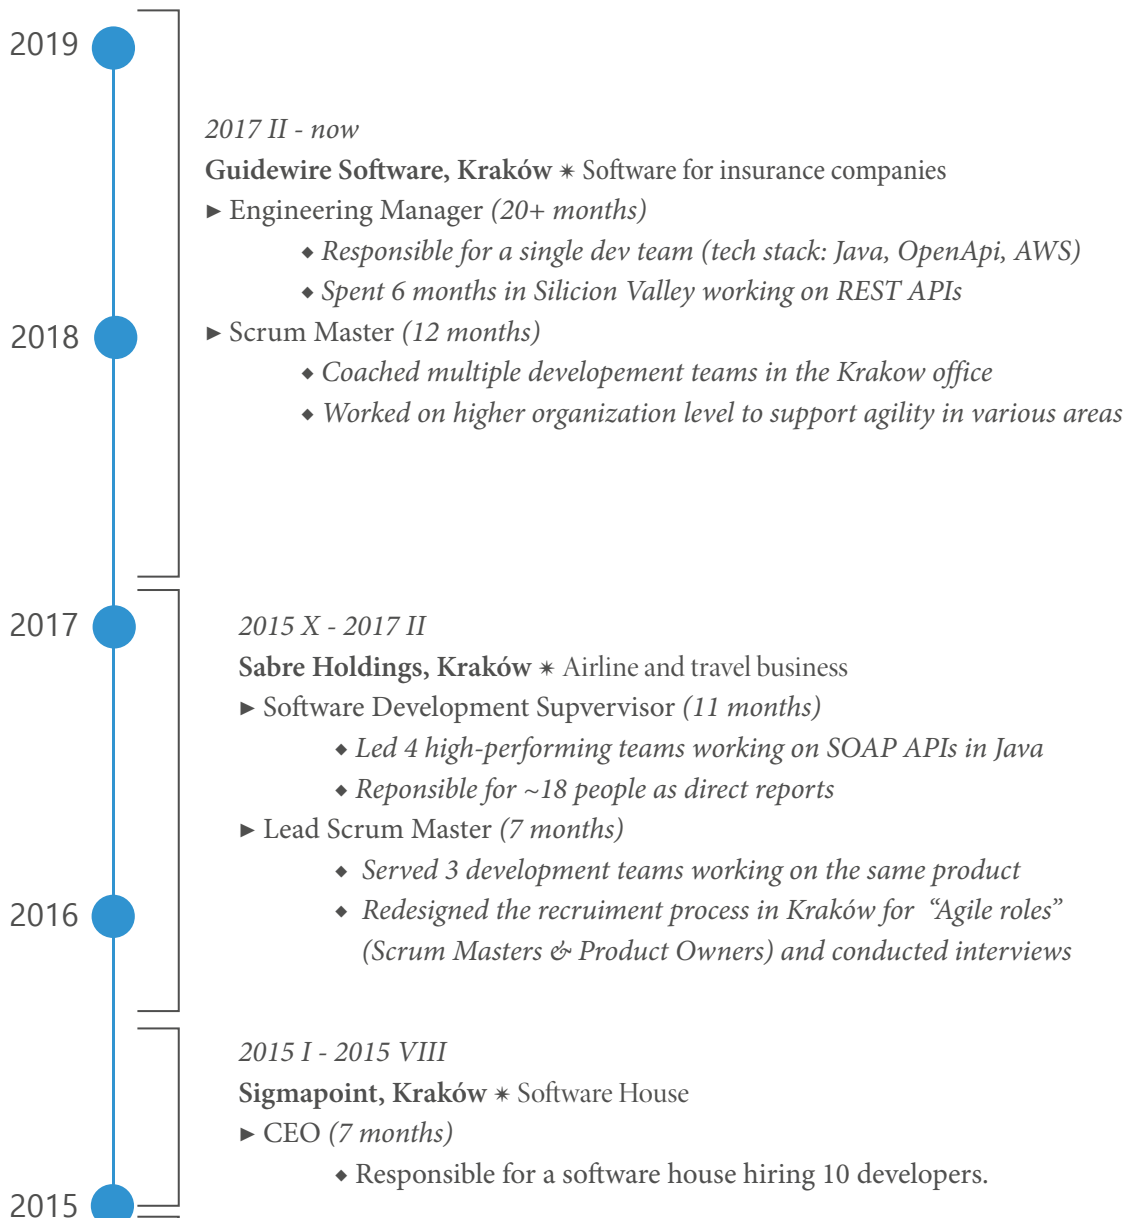 2019
2017 II - now
Guidewire Software, Kraków ✴ Software for insurance companies
► Engineering Manager (20+ months)
◆ Responsible for a single dev team (tech stack: Java, OpenApi, AWS)
◆ Spent 6 months in Silicion Valley working on REST APIs
2018
► Scrum Master (12 months)
◆ Coached multiple developement teams in the Krakow office
◆ Worked on higher organization level to support agility in various areas
2017
2015 X - 2017 II
Sabre Holdings, Kraków ✴ Airline and travel business
► Software Development Supvervisor (11 months)
◆ Led 4 high-performing teams working on SOAP APIs in Java
◆ Reponsible for ~18 people as direct reports
► Lead Scrum Master (7 months)
◆ Served 3 development teams working on the same product
2016
◆ Redesigned the recruiment process in Kraków for “Agile roles”
(Scrum Masters & Product Owners) and conducted interviews
2015 I - 2015 VIII
Sigmapoint, Kraków ✴ Software House
► CEO (7 months)
◆ Responsible for a software house hiring 10 developers.
2015